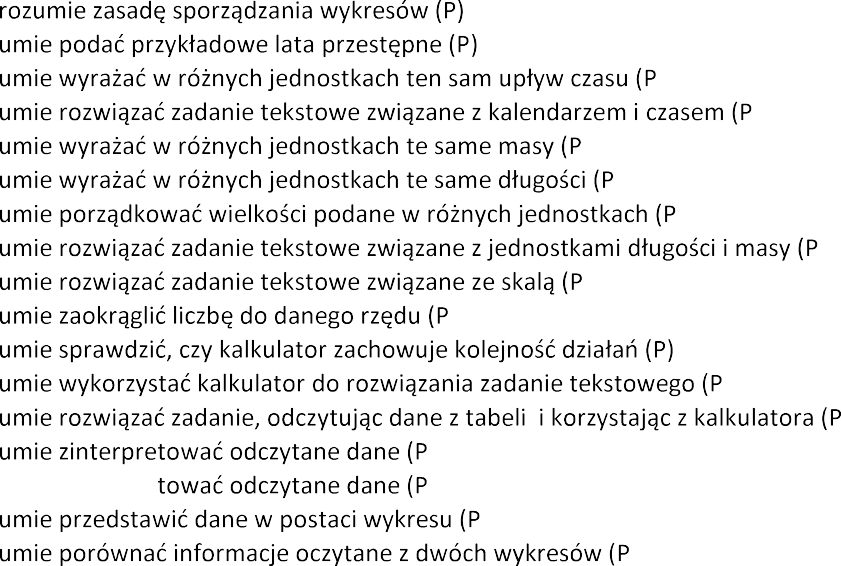 rozumie zasadę sporządzania wykresów (P)
umie podać przykładowe lata przestępne (P)
umie wyrażać w różnych jednostkach ten sam upływ czasu (P
umie rozwiązać zadanie tekstowe związane z kalendarzem i czasem (P
umie wyrażać w różnych jednostkach te same masy (P
umie wyrażać w różnych jednostkach te same długości (P
umie porządkować wielkości podane w różnych jednostkach (P
umie rozwiązać zadanie tekstowe związane z jednostkami długości i masy (P
umie rozwiązać zadanie tekstowe związane ze skalą (P
umie zaokrąglić liczbę do danego rzędu (P
umie sprawdzić, czy kalkulator zachowuje kolejność działań (P)
umie wykorzystać kalkulator do rozwiązania zadanie tekstowego (P
umie rozwiązać zadanie, odczytując dane z tabeli i korzystając z kalkulatora (P
umie zinterpretować odczytane dane (P
tować odczytane dane (P
umie przedstawić dane w postaci wykresu (P
umie porównać informacje oczytane z dwóch wykresów (P